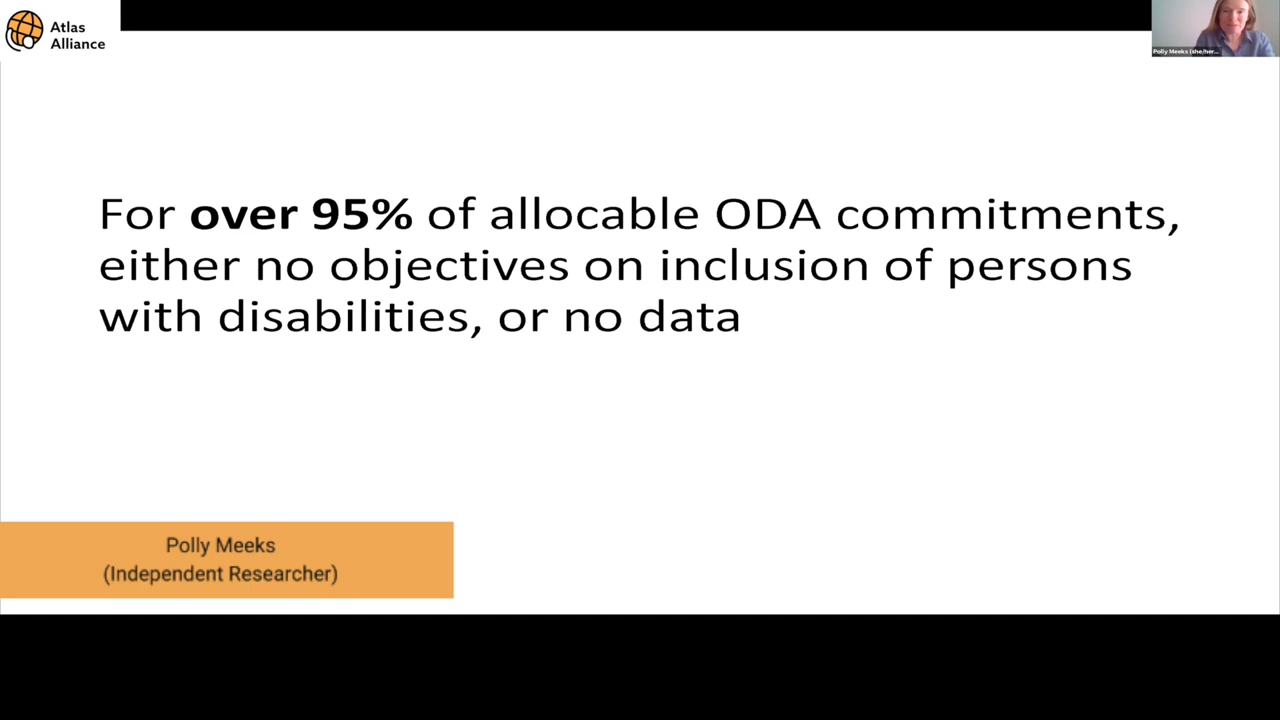 Atlas
Alliance
Polly Meeks (she/her...
For over 95% of allocable ODA commitments,
either no objectives on inclusion of persons
with disabilities, or no data
Polly Meeks
(Independent Researcher)